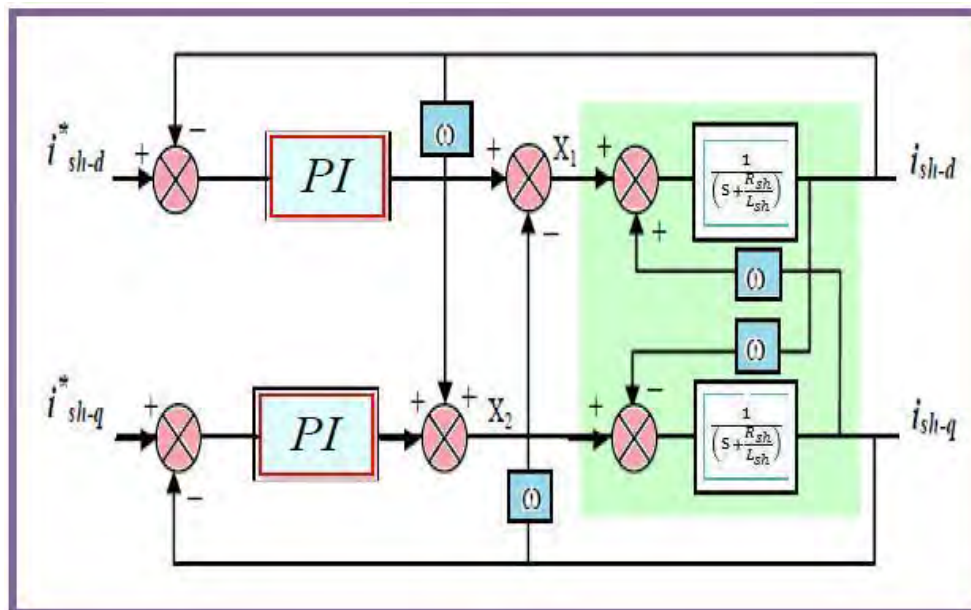 ω
i*sh-d
+
−
PI
+
−
X₁
+
+
1
(S+Rsh/Lsh)
ish-d
ω
ω
i*sh-q
+
−
PI
+
+
X₂
+
−
1
(S+Rsh/Lsh)
ish-q
ω